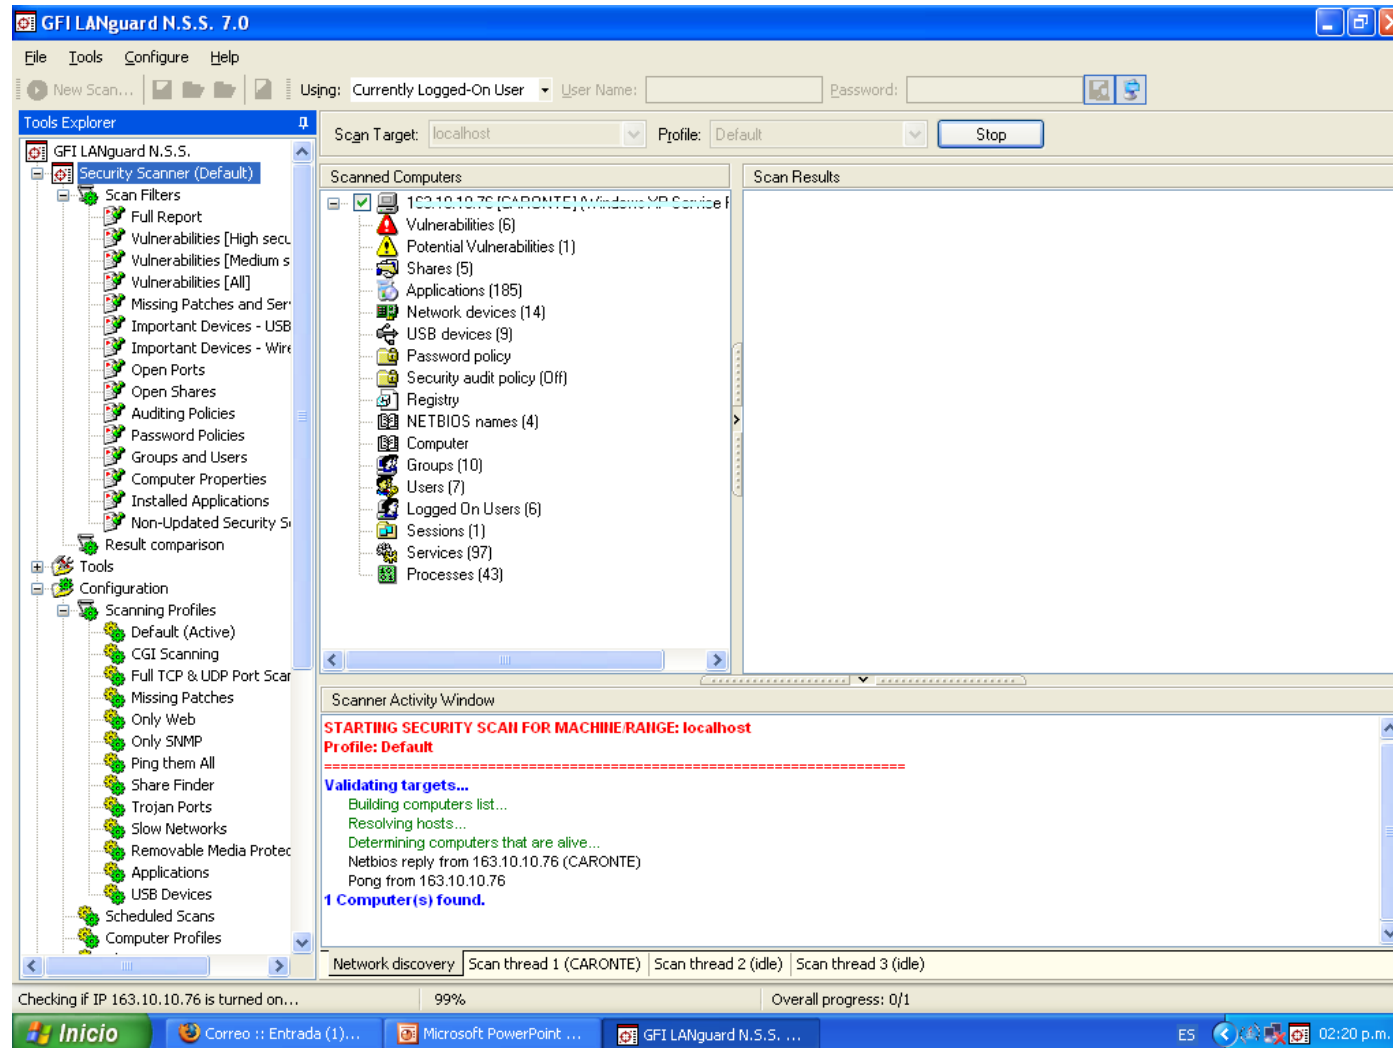 GFI LANguard N.S.S. 7.0
File Tools Configure Help
New Scan... Using: Currently Logged-On User User Name: Password:
Tools Explorer
Scan Target: localhost Profile: Default Stop
GFI LANguard N.S.S.
Security Scanner (Default)
Scan Filters
Full Report
Vulnerabilities [High secu
Vulnerabilities [Medium s
Vulnerabilities [All]
Missing Patches and Ser
Important Devices - USB
Important Devices - Wire
Open Ports
Open Shares
Auditing Policies
Password Policies
Groups and Users
Computer Properties
Installed Applications
Non-Updated Security S
Result comparison
Tools
Configuration
Scanning Profiles
Default (Active)
CGI Scanning
Full TCP & UDP Port Scar
Missing Patches
Only Web
Only SNMP
Ping them All
Share Finder
Trojan Ports
Slow Networks
Removable Media Protec
Applications
USB Devices
Scheduled Scans
Computer Profiles
Scanned Computers
163.10.10.76 [CARONTE] (Windows XP Service P
Vulnerabilities (6)
Potential Vulnerabilities (1)
Shares (5)
Applications (185)
Network devices (14)
USB devices (9)
Password policy
Security audit policy (Off)
Registry
NETBIOS names (4)
Computer
Groups (10)
Users (7)
Logged On Users (6)
Sessions (1)
Services (97)
Processes (43)
Scan Results
Scanner Activity Window
STARTING SECURITY SCAN FOR MACHINE/RANGE: localhost
Profile: Default
========================================================================
Validating targets...
Building computers list...
Resolving hosts...
Determining computers that are alive...
Netbios reply from 163.10.10.76 (CARONTE)
Pong from 163.10.10.76
1 Computer(s) found.
Network discovery Scan thread 1 (CARONTE) Scan thread 2 (idle) Scan thread 3 (idle)
Checking if IP 163.10.10.76 is turned on... 99% Overall progress: 0/1
Inicio Correo :: Entrada (1)... Microsoft PowerPoint ... GFI LANguard N.S.S. ... ES 02:20 p.m.